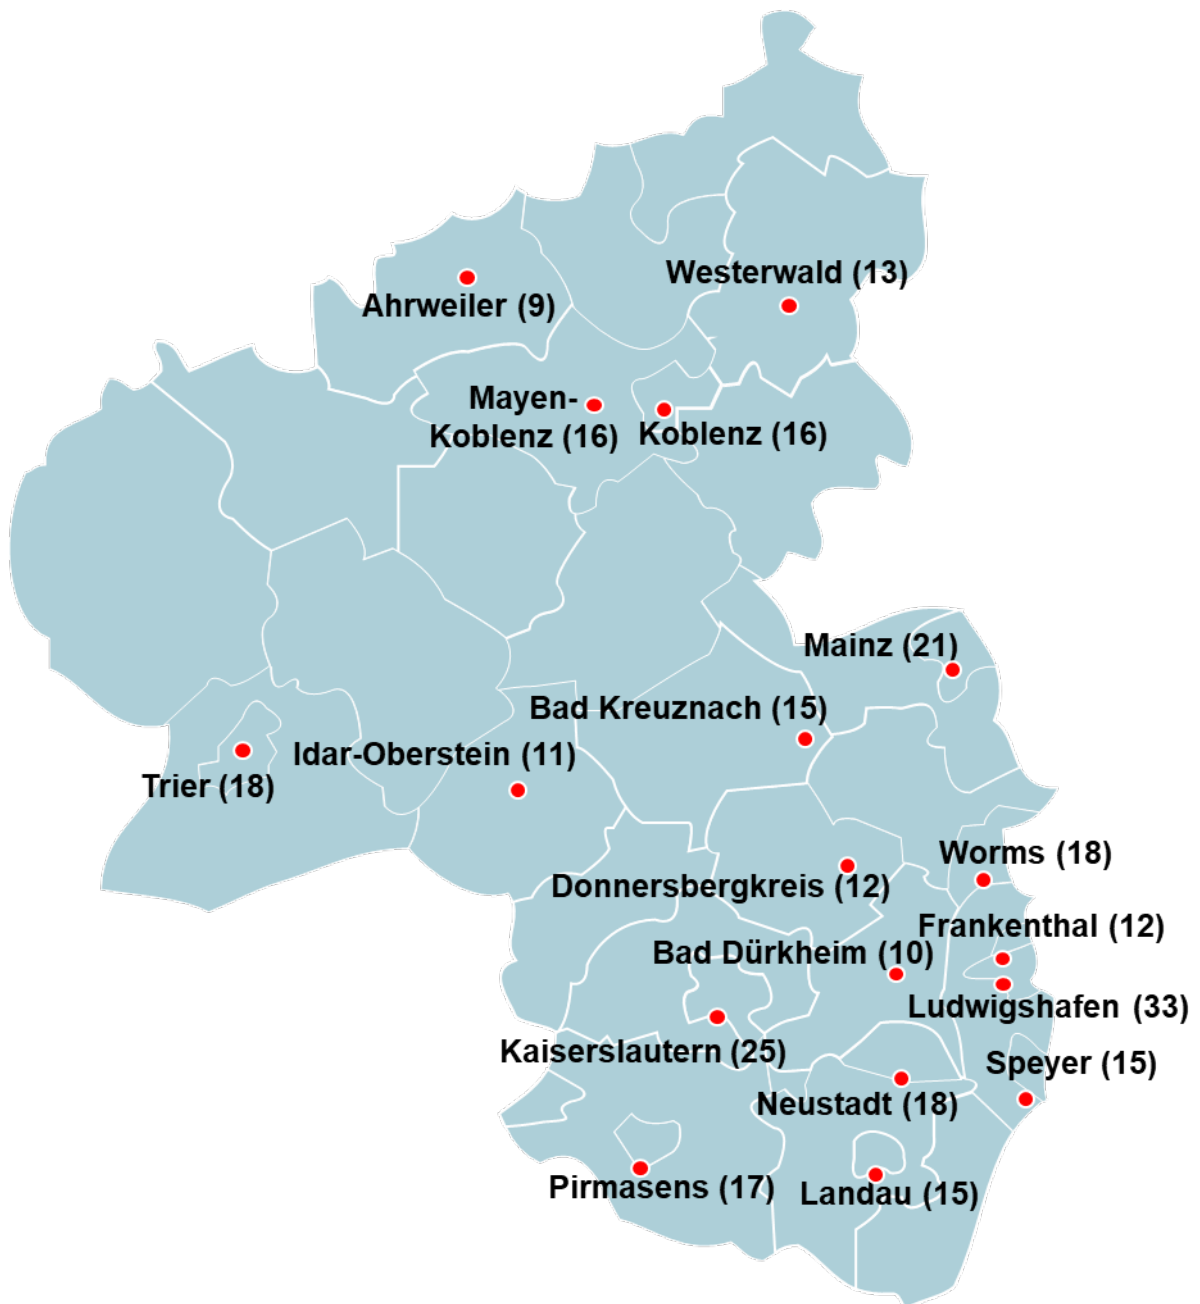 Westerwald (13)
Ahrweiler (9)
Mayen-
Koblenz (16)
Koblenz (16)
Mainz (21)
Bad Kreuznach (15)
Idar-Oberstein (11)
Trier (18)
Worms (18)
Donnersbergkreis (12)
Frankenthal (12)
Bad Dürkheim (10)
Ludwigshafen (33)
Kaiserslautern (25)
Speyer (15)
Neustadt (18)
Pirmasens (17)
Landau (15)